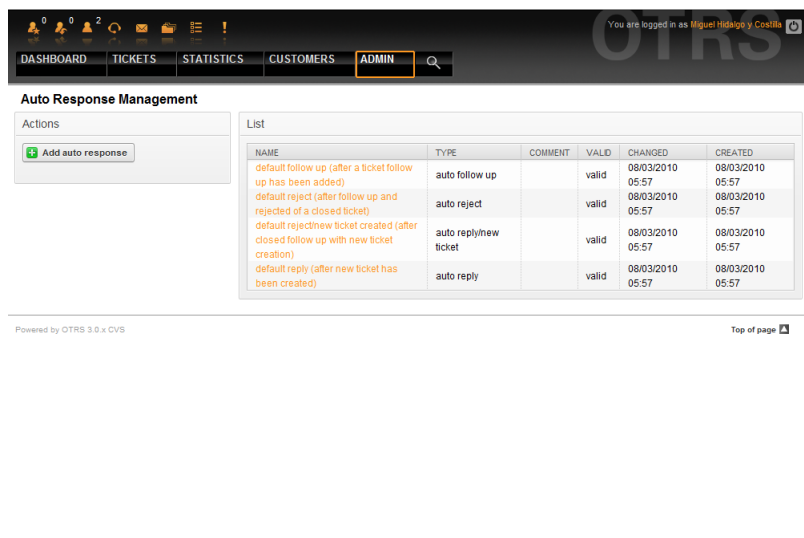 0 0 2
You are logged in as Miguel Hidalgo y Costilla
OTRS
DASHBOARD TICKETS STATISTICS CUSTOMERS ADMIN
Auto Response Management
Actions
Add auto response
List
NAME TYPE COMMENT VALID CHANGED CREATED
default follow up (after a ticket follow
up has been added) auto follow up valid 08/03/2010 05:57 08/03/2010 05:57
default reject (after follow up and
rejected of a closed ticket) auto reject valid 08/03/2010 05:57 08/03/2010 05:57
default reject/new ticket created (after
closed follow up with new ticket
creation) auto reply/new ticket valid 08/03/2010 05:57 08/03/2010 05:57
default reply (after new ticket has
been created) auto reply valid 08/03/2010 05:57 08/03/2010 05:57
Powered by OTRS 3.0.x CVS
Top of page